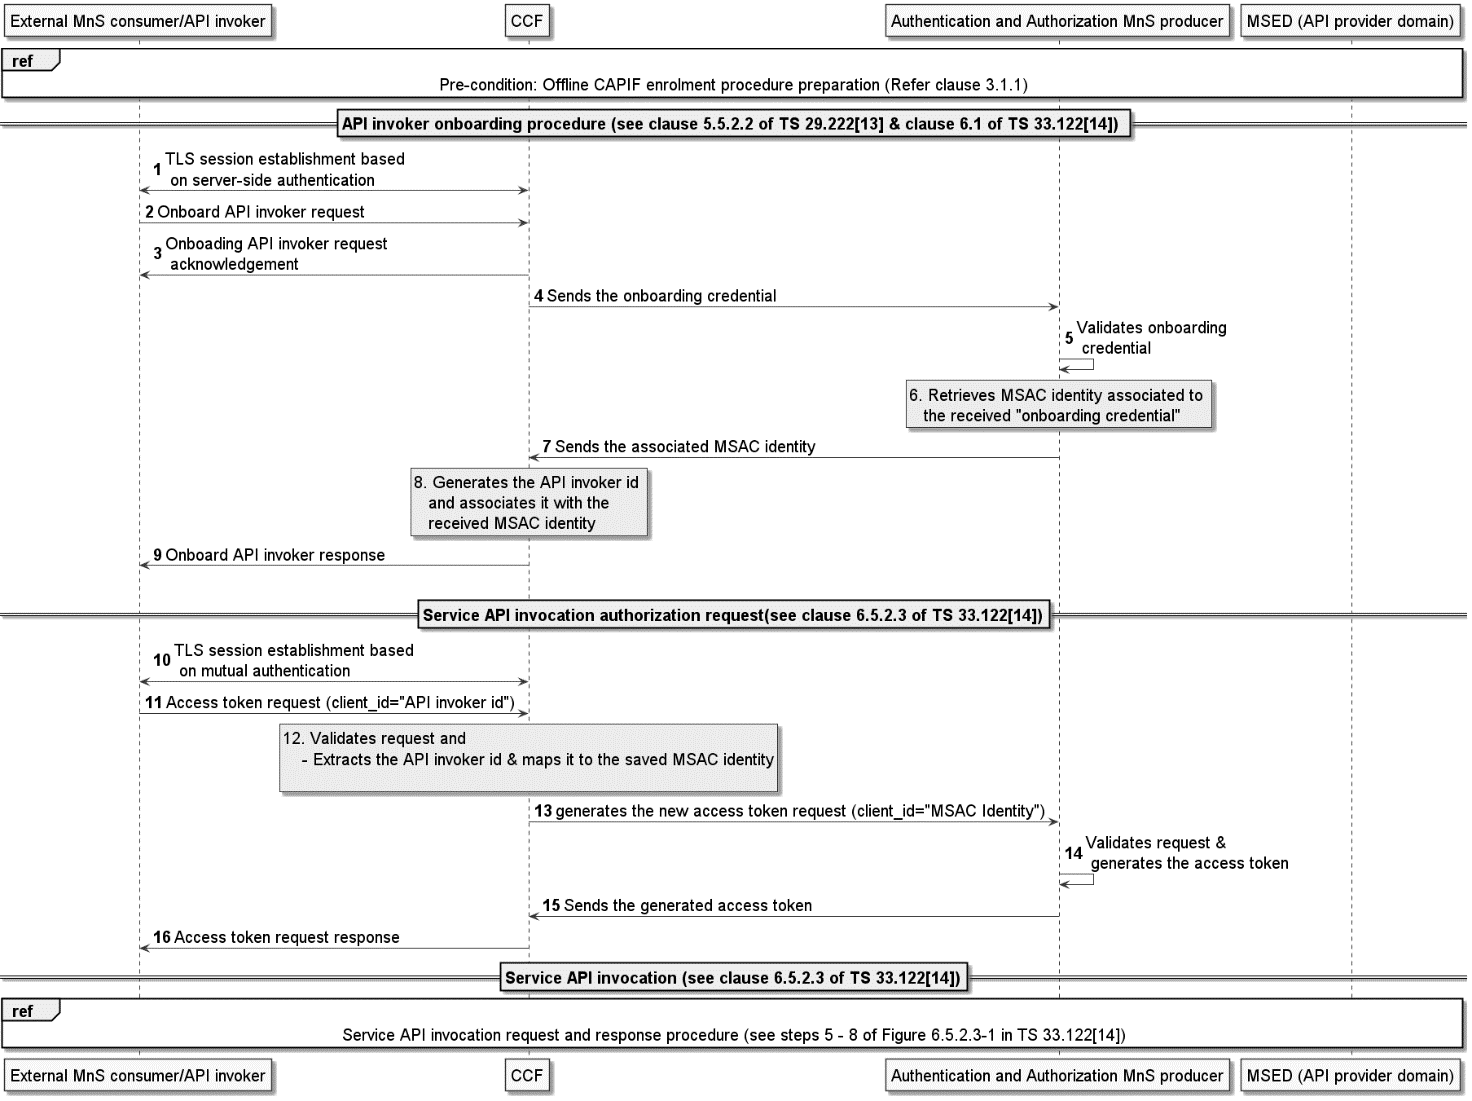 External MnS consumer/API invoker
CCF
Authentication and Authorization MnS producer
MSED (API provider domain)
ref
Pre-condition: Offline CAPIF enrolment procedure preparation (Refer clause 3.1.1)
API invoker onboarding procedure (see clause 5.5.2.2 of TS 29.222[13] & clause 6.1 of TS 33.122[14])
1 TLS session establishment based
on server-side authentication
2 Onboard API invoker request
3 Onboading API invoker request
acknowledgement
4 Sends the onboarding credential
5 Validates onboarding
credential
6. Retrieves MSAC identity associated to
the received "onboarding credential"
7 Sends the associated MSAC identity
8. Generates the API invoker id
and associates it with the
received MSAC identity
9 Onboard API invoker response
Service API invocation authorization request(see clause 6.5.2.3 of TS 33.122[14])
10 TLS session establishment based
on mutual authentication
11 Access token request (client_id="API invoker id")
12. Validates request and
- Extracts the API invoker id & maps it to the saved MSAC identity
13 generates the new access token request (client_id="MSAC Identity")
14 Validates request &
generates the access token
15 Sends the generated access token
16 Access token request response
Service API invocation (see clause 6.5.2.3 of TS 33.122[14])
ref
Service API invocation request and response procedure (see steps 5 - 8 of Figure 6.5.2.3-1 in TS 33.122[14])
External MnS consumer/API invoker
CCF
Authentication and Authorization MnS producer
MSED (API provider domain)